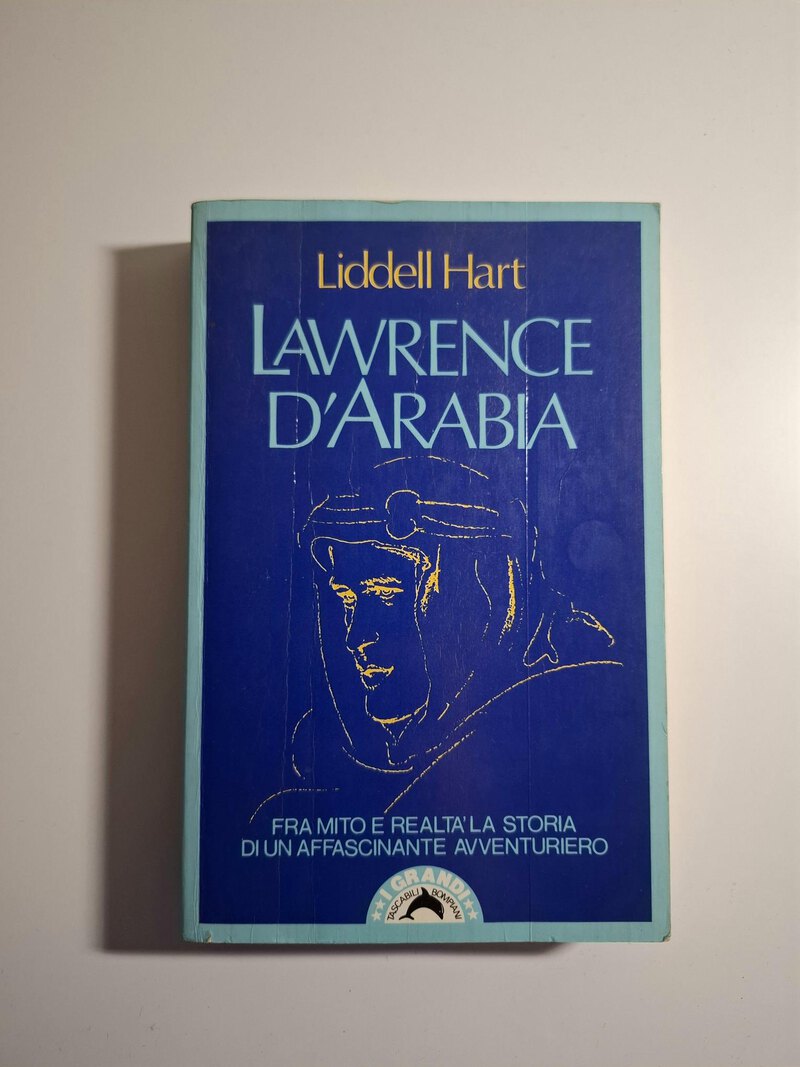 Liddell Hart
LAWRENCE
D'ARABIA
FRA MITO E REALTA' LA STORIA
DI UN AFFASCINANTE AVVENTURIERO
I GRANDI
TASCABILI BOMPIANI